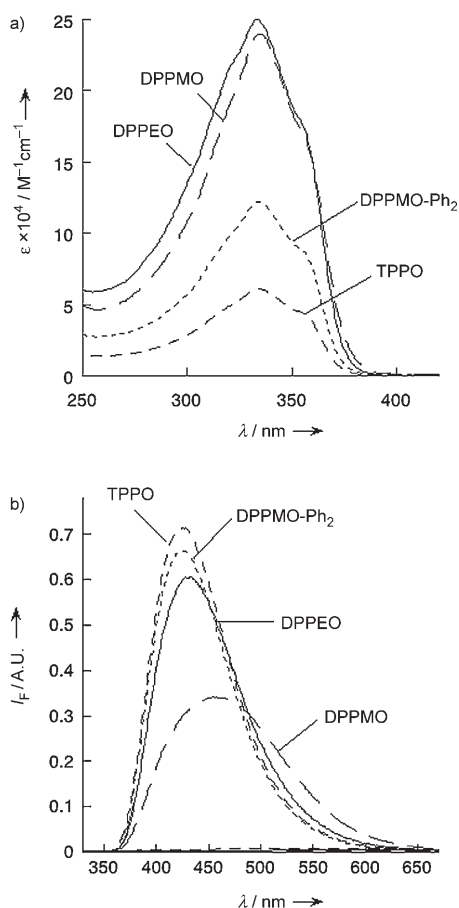 a)
25
20
15
10
5
0
ε ×10⁴ / M⁻¹cm⁻¹ →
DPPMO
DPPEO
DPPMO-Ph₂
TPPO
250 300 350 400
λ / nm →
b)
TPPO
DPPMO-Ph₂
DPPEO
DPPMO
0.7
0.6
0.5
0.4
0.3
0.2
0.1
0
I_F / A.U. →
350 400 450 500 550 600 650
λ / nm →